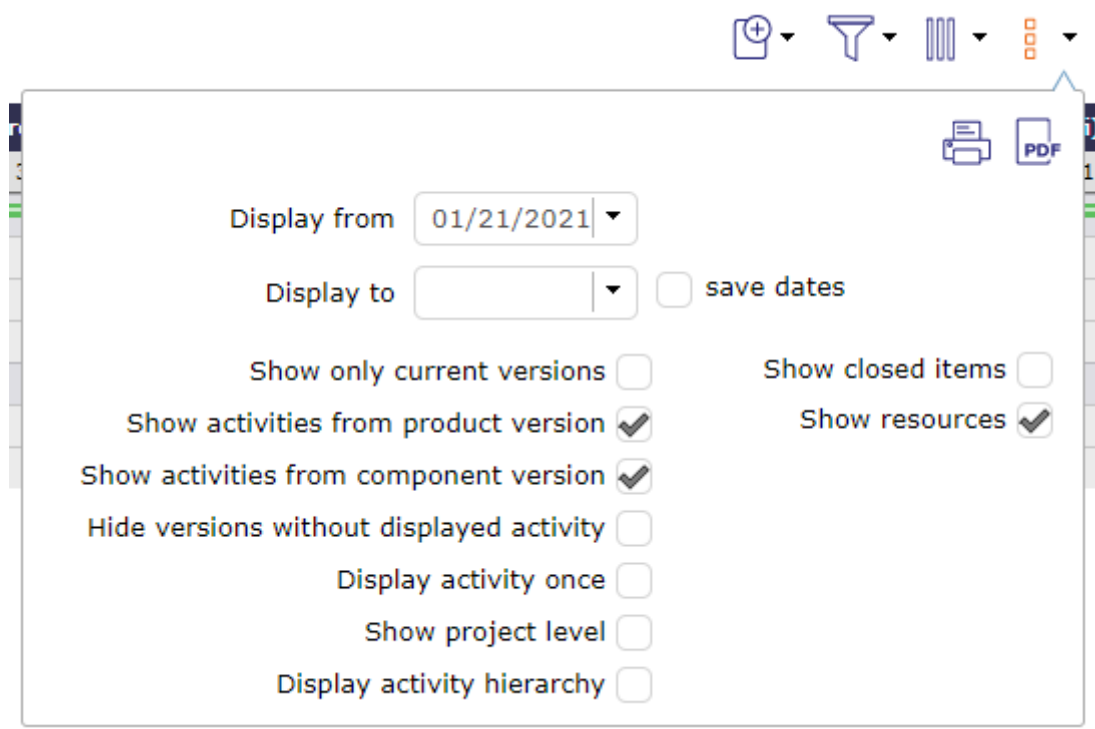 PDF
Display from 01/21/2021
Display to save dates
Show only current versions Show closed items
Show activities from product version Show resources
Show activities from component version
Hide versions without displayed activity
Display activity once
Show project level
Display activity hierarchy